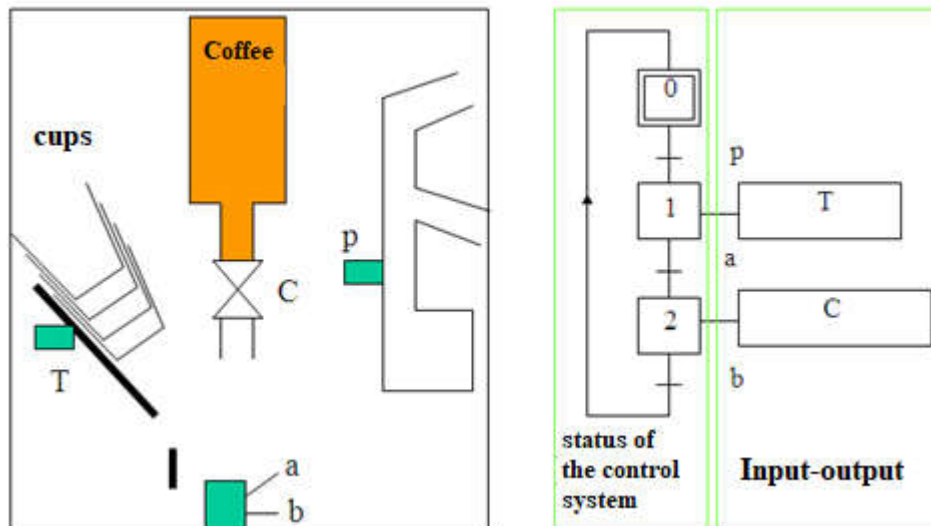 Coffee
cups
p
C
T
a
b
0
p
1
T
a
2
C
b
status of
the control
system
Input-output